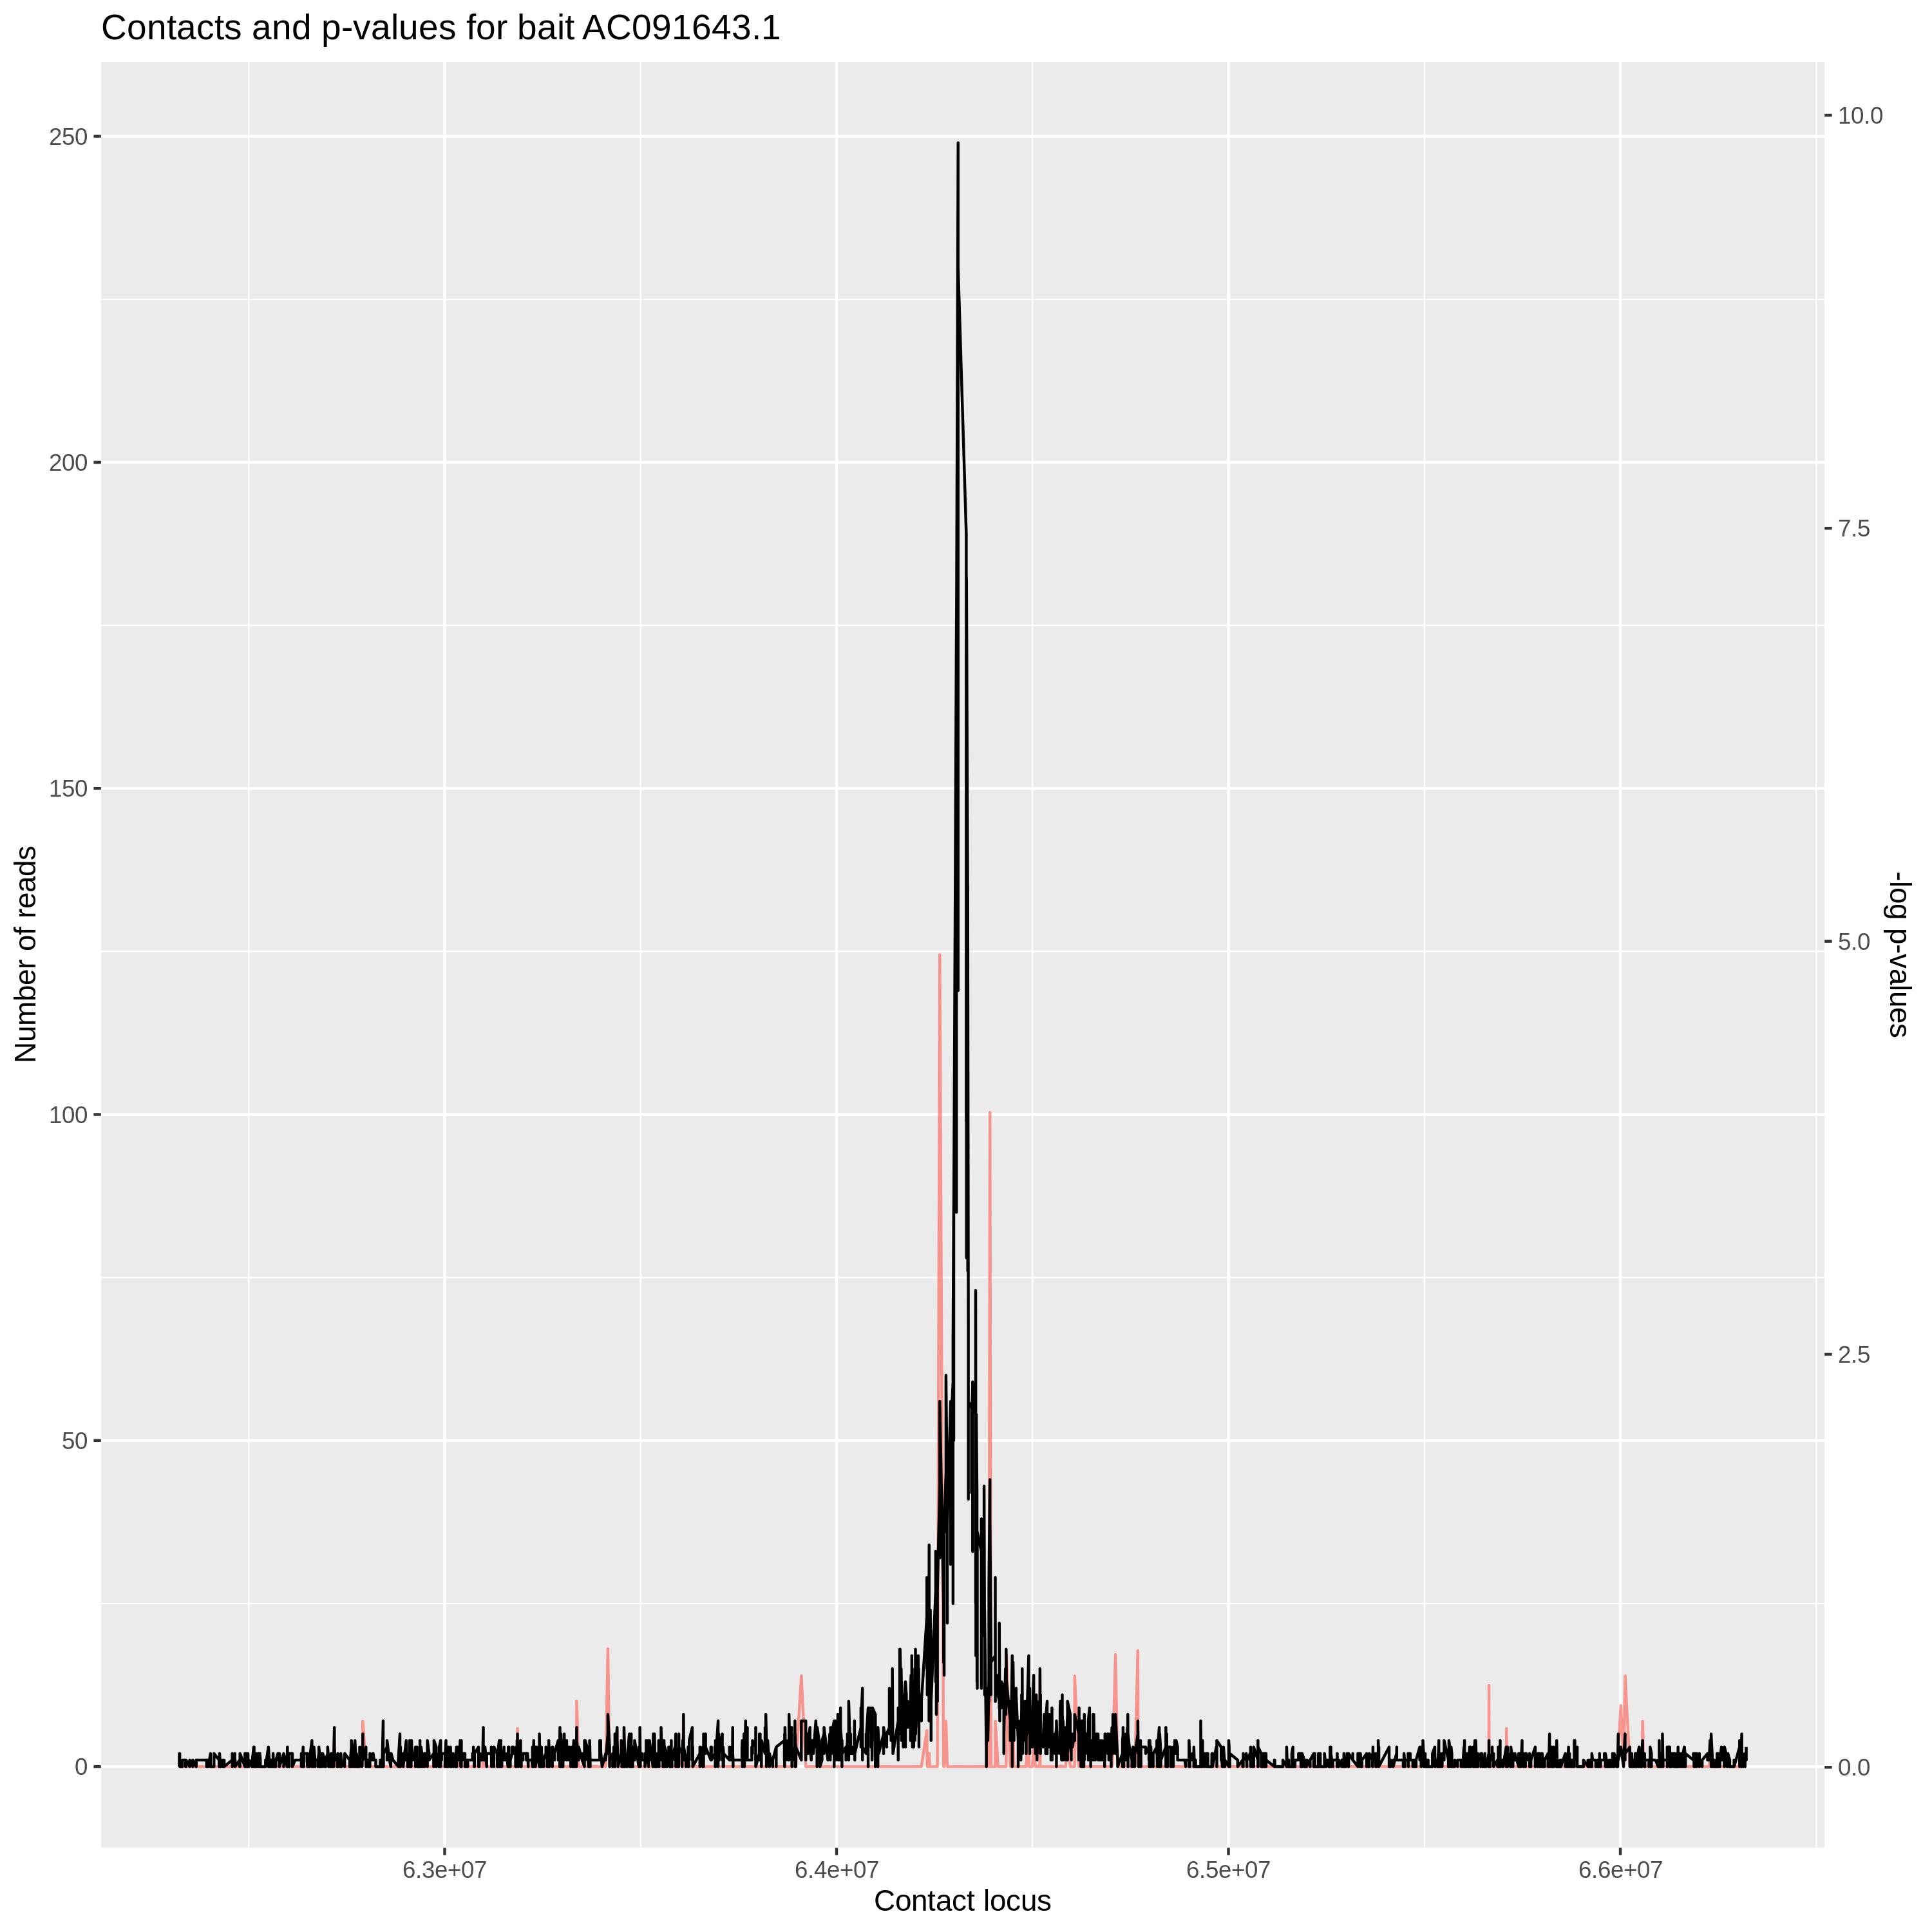 Contacts and p-values for bait AC091643.1
250
200
150
100
50
0
Number of reads
10.0
7.5
5.0
2.5
0.0
-log p-values
6.3e+07
6.4e+07
6.5e+07
6.6e+07
Contact locus